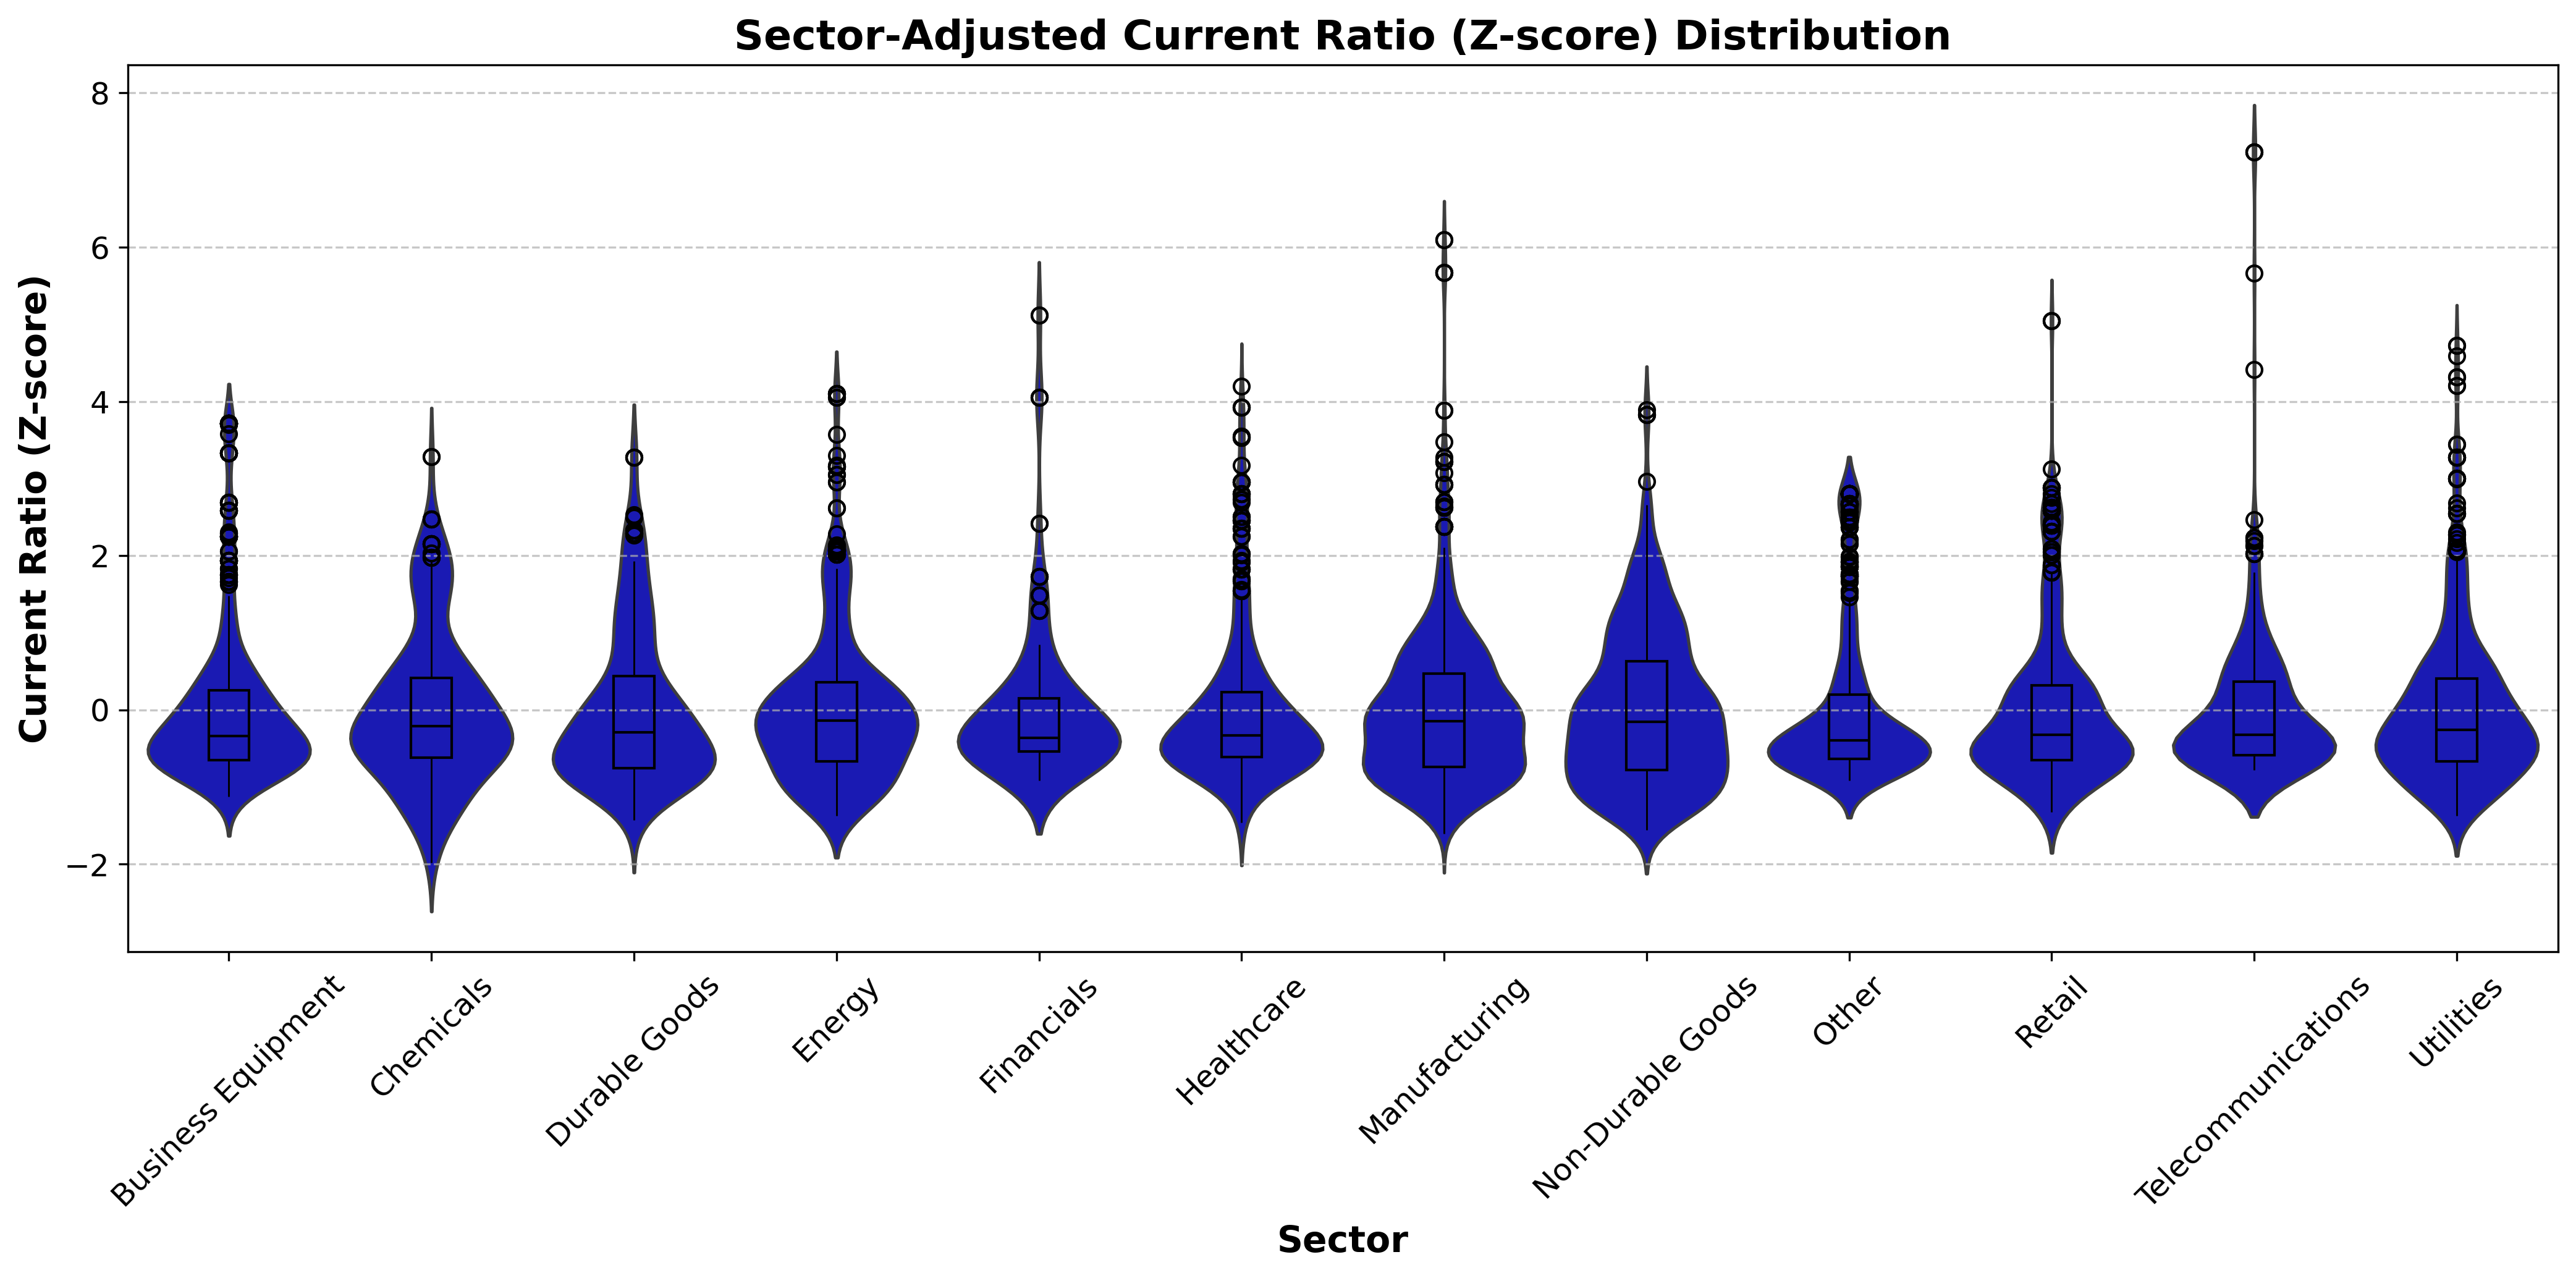 Sector-Adjusted Current Ratio (Z-score) Distribution
Current Ratio (Z-score)
8
6
4
2
0
−2
Business Equipment
Chemicals
Durable Goods
Energy
Financials
Healthcare
Manufacturing
Non-Durable Goods
Other
Retail
Telecommunications
Utilities
Sector